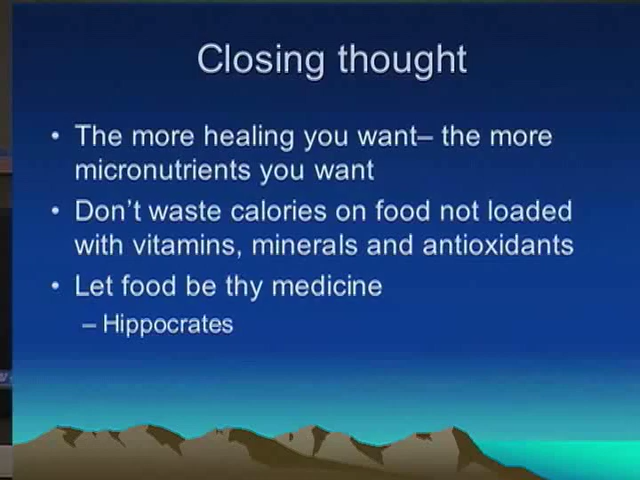 Closing thought
• The more healing you want– the more
micronutrients you want
• Don't waste calories on food not loaded
with vitamins, minerals and antioxidants
• Let food be thy medicine
– Hippocrates